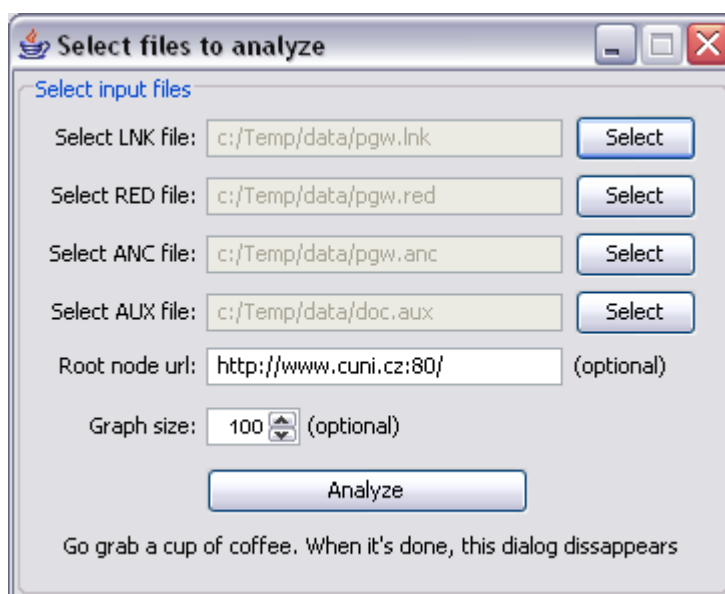 Select files to analyze
Select input files
Select LNK file: c:/Temp/data/pgw.lnk Select
Select RED file: c:/Temp/data/pgw.red Select
Select ANC file: c:/Temp/data/pgw.anc Select
Select AUX file: c:/Temp/data/doc.aux Select
Root node url: http://www.cuni.cz:80/ (optional)
Graph size: 100 (optional)
Analyze
Go grab a cup of coffee. When it's done, this dialog dissappears